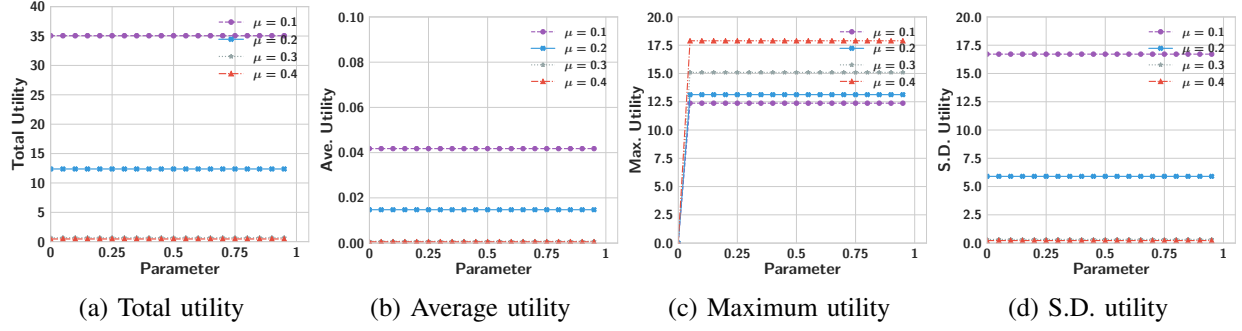 40
35
30
25
20
15
10
5
0
Total Utility
0
0.25
0.5
0.75
1
Parameter
μ = 0.1
μ = 0.2
μ = 0.3
μ = 0.4
(a) Total utility
0.10
0.08
0.06
0.04
0.02
0.00
Ave. Utility
0
0.25
0.5
0.75
1
Parameter
μ = 0.1
μ = 0.2
μ = 0.3
μ = 0.4
(b) Average utility
20.0
17.5
15.0
12.5
10.0
7.5
5.0
2.5
0.0
Max. Utility
0
0.25
0.5
0.75
1
Parameter
μ = 0.1
μ = 0.2
μ = 0.3
μ = 0.4
(c) Maximum utility
20.0
17.5
15.0
12.5
10.0
7.5
5.0
2.5
0.0
S.D. Utility
0
0.25
0.5
0.75
1
Parameter
μ = 0.1
μ = 0.2
μ = 0.3
μ = 0.4
(d) S.D. utility